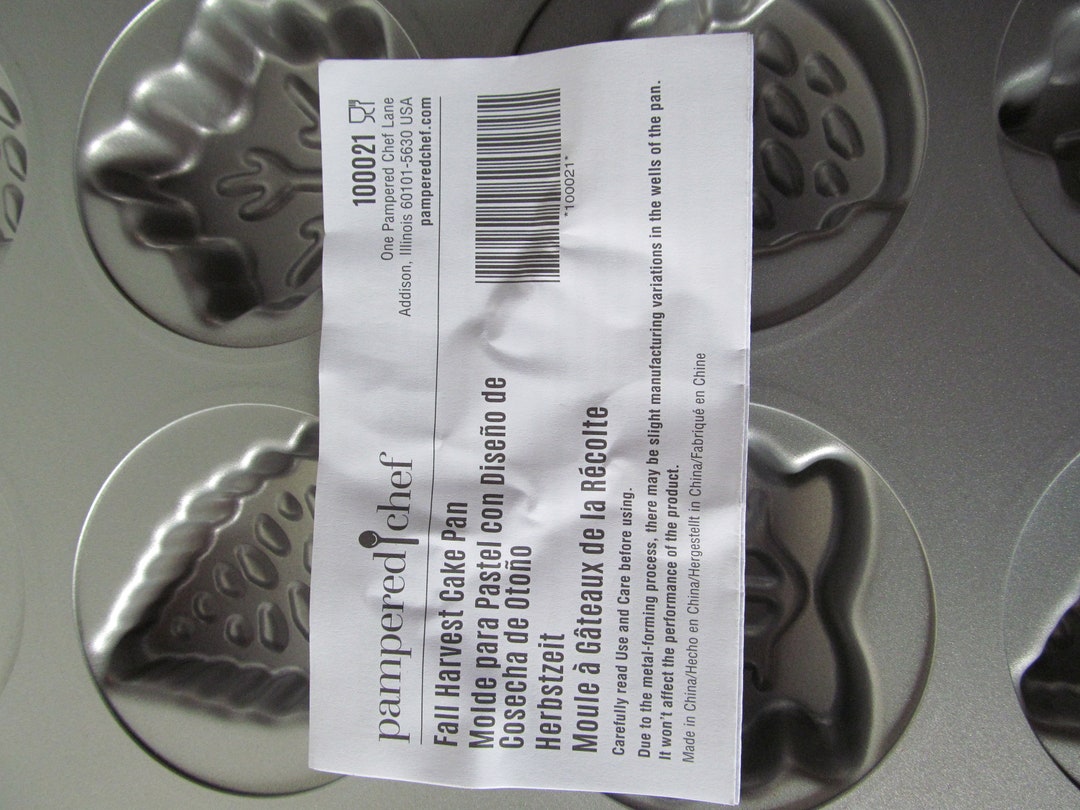 pampered chef
100021
One Pampered Chef Lane
Addison, Illinois 60101-5630 USA
pamperedchef.com
Fall Harvest Cake Pan
Molde para Pastel con Diseño de
Cosecha de Otoño
Herbstzeit
Moule à Gâteaux de la Récolte
*100021*
Carefully read Use and Care before using.
Due to the metal-forming process, there may be slight manufacturing variations in the wells of the pan.
It won't affect the performance of the product.
Made in China/Hecho en China/Hergestellt in China/Fabriqué en Chine